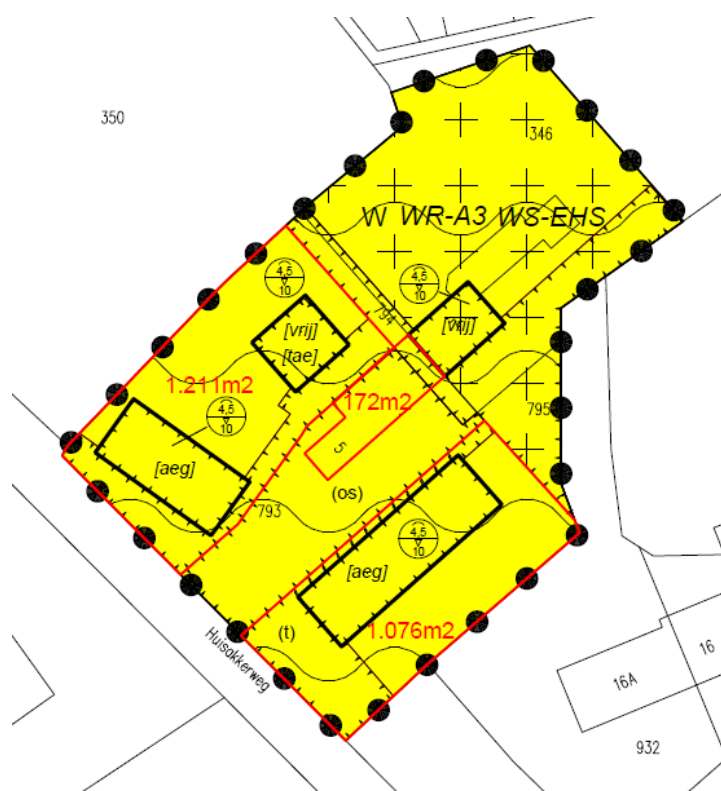 350
346
W WR-A3 WS-EHS
4,5
10
4,5
10
794
[vrij]
[vrij]
[tae]
1.211m2
172m2
795
4,5
10
5
[aeg]
(os)
793
4,5
10
[aeg]
(t)
1.076m2
Huisakkerweg
16
16A
932